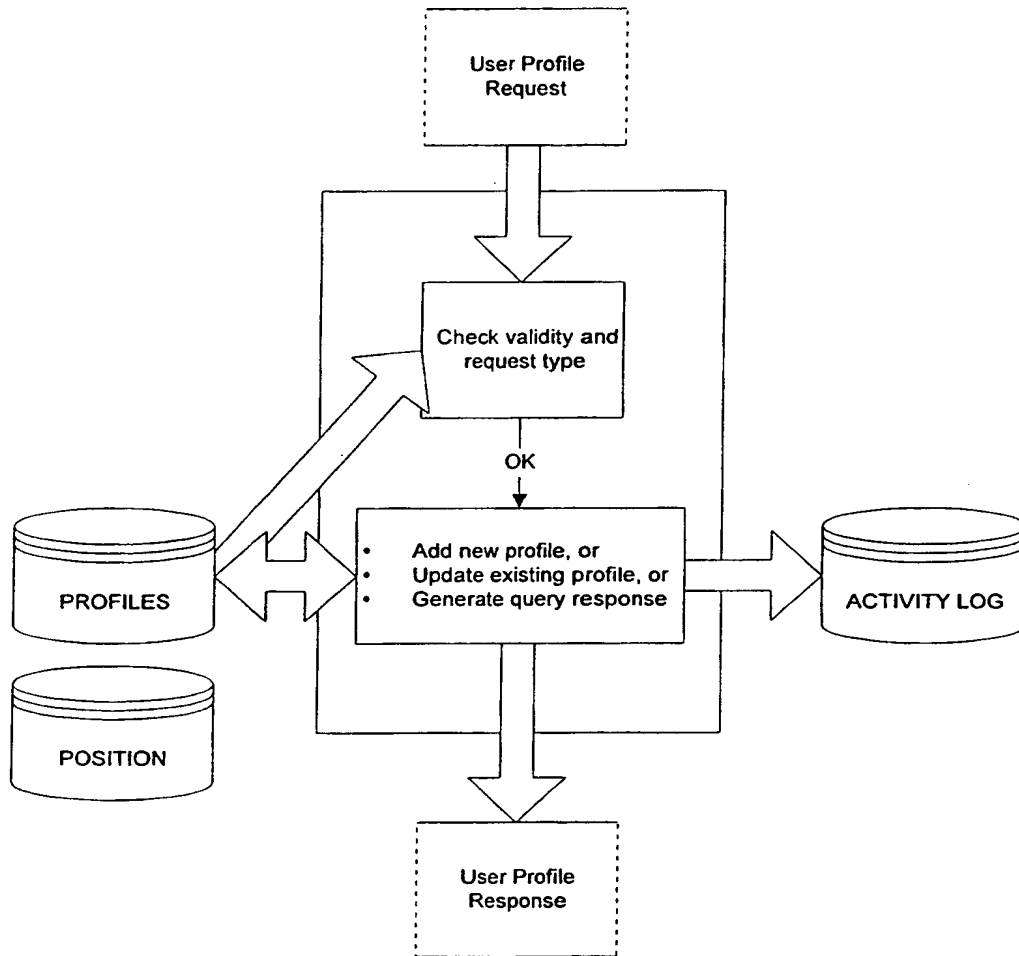 User Profile
Request
Check validity and
request type
OK
• Add new profile, or
• Update existing profile, or
• Generate query response
PROFILES
ACTIVITY LOG
POSITION
User Profile
Response